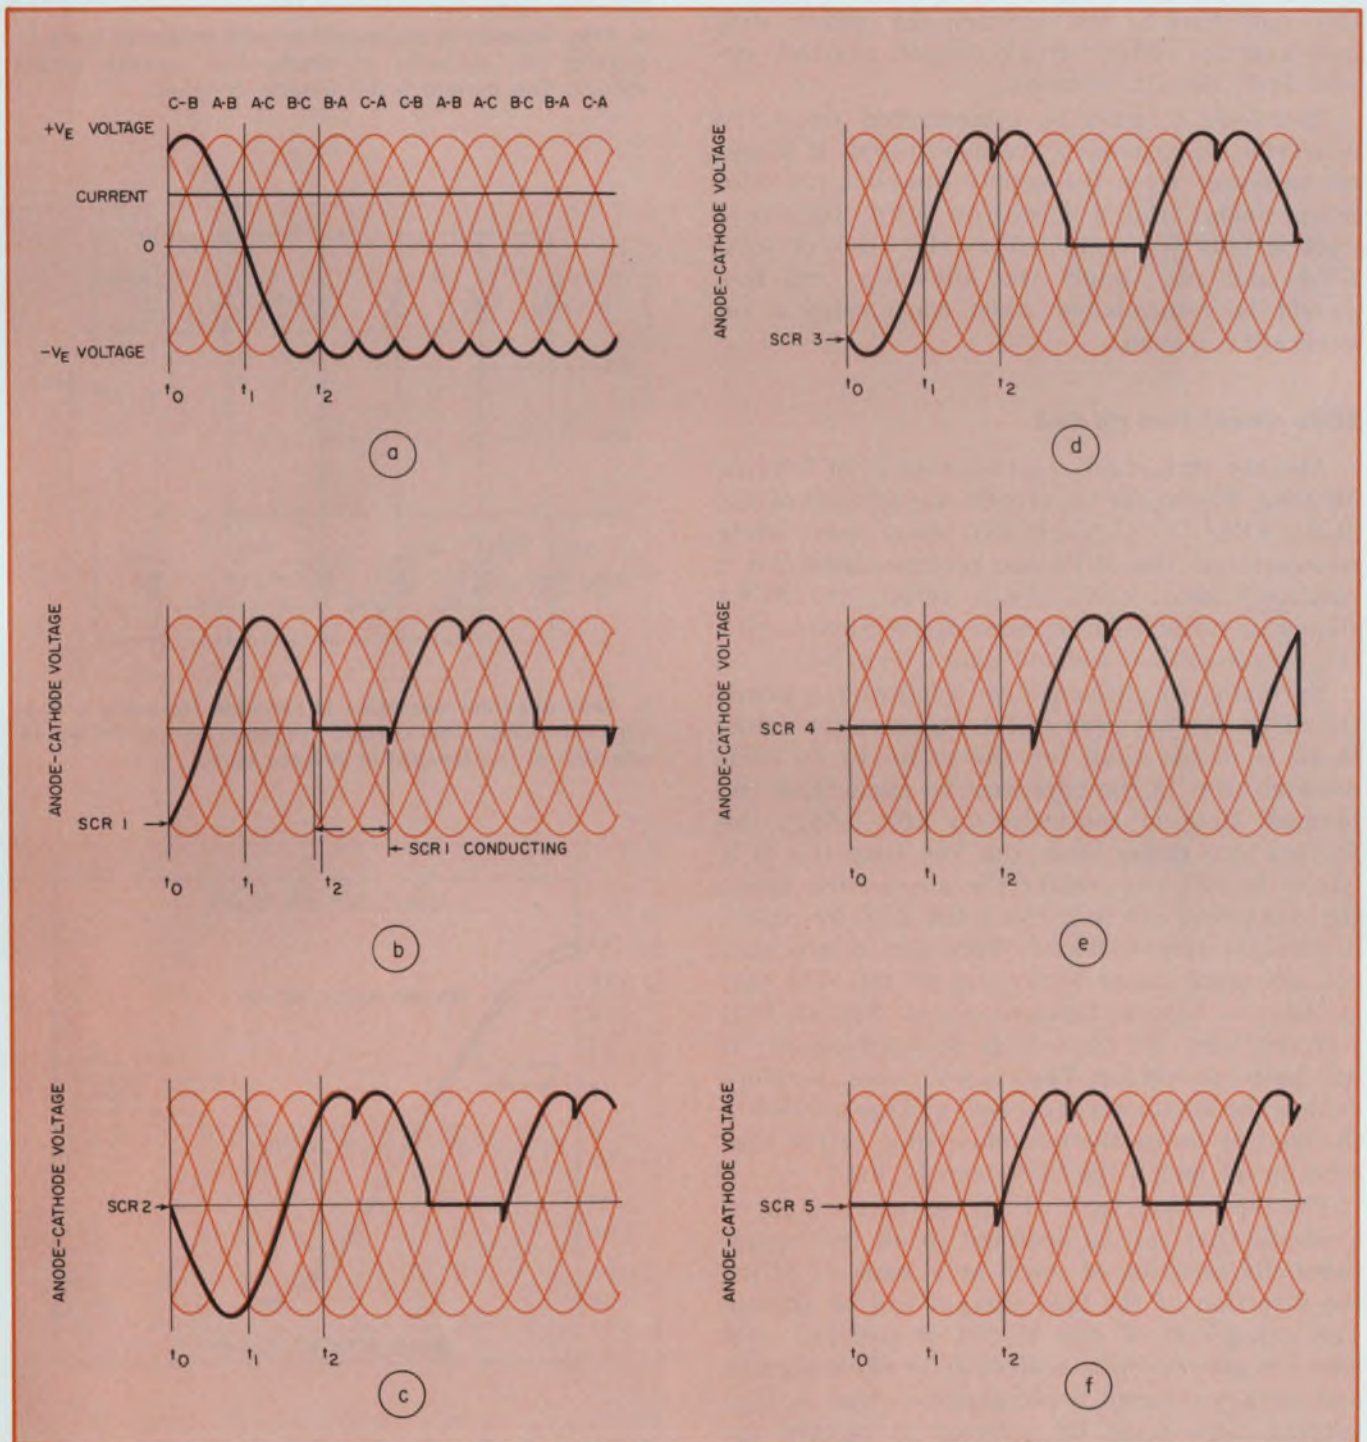 C-B A-B A-C B-C B-A C-A C-B A-B A-C B-C B-A C-A
+VE VOLTAGE
CURRENT
0
-VE VOLTAGE
t0 t1 t2
a
ANODE-CATHODE VOLTAGE
SCR 3
t0 t1 t2
d
ANODE-CATHODE VOLTAGE
SCR 1
SCR 1 CONDUCTING
t0 t1 t2
b
ANODE-CATHODE VOLTAGE
SCR 4
t0 t1 t2
e
ANODE-CATHODE VOLTAGE
SCR 2
t0 t1 t2
c
ANODE-CATHODE VOLTAGE
SCR 5
t0 t1 t2
f